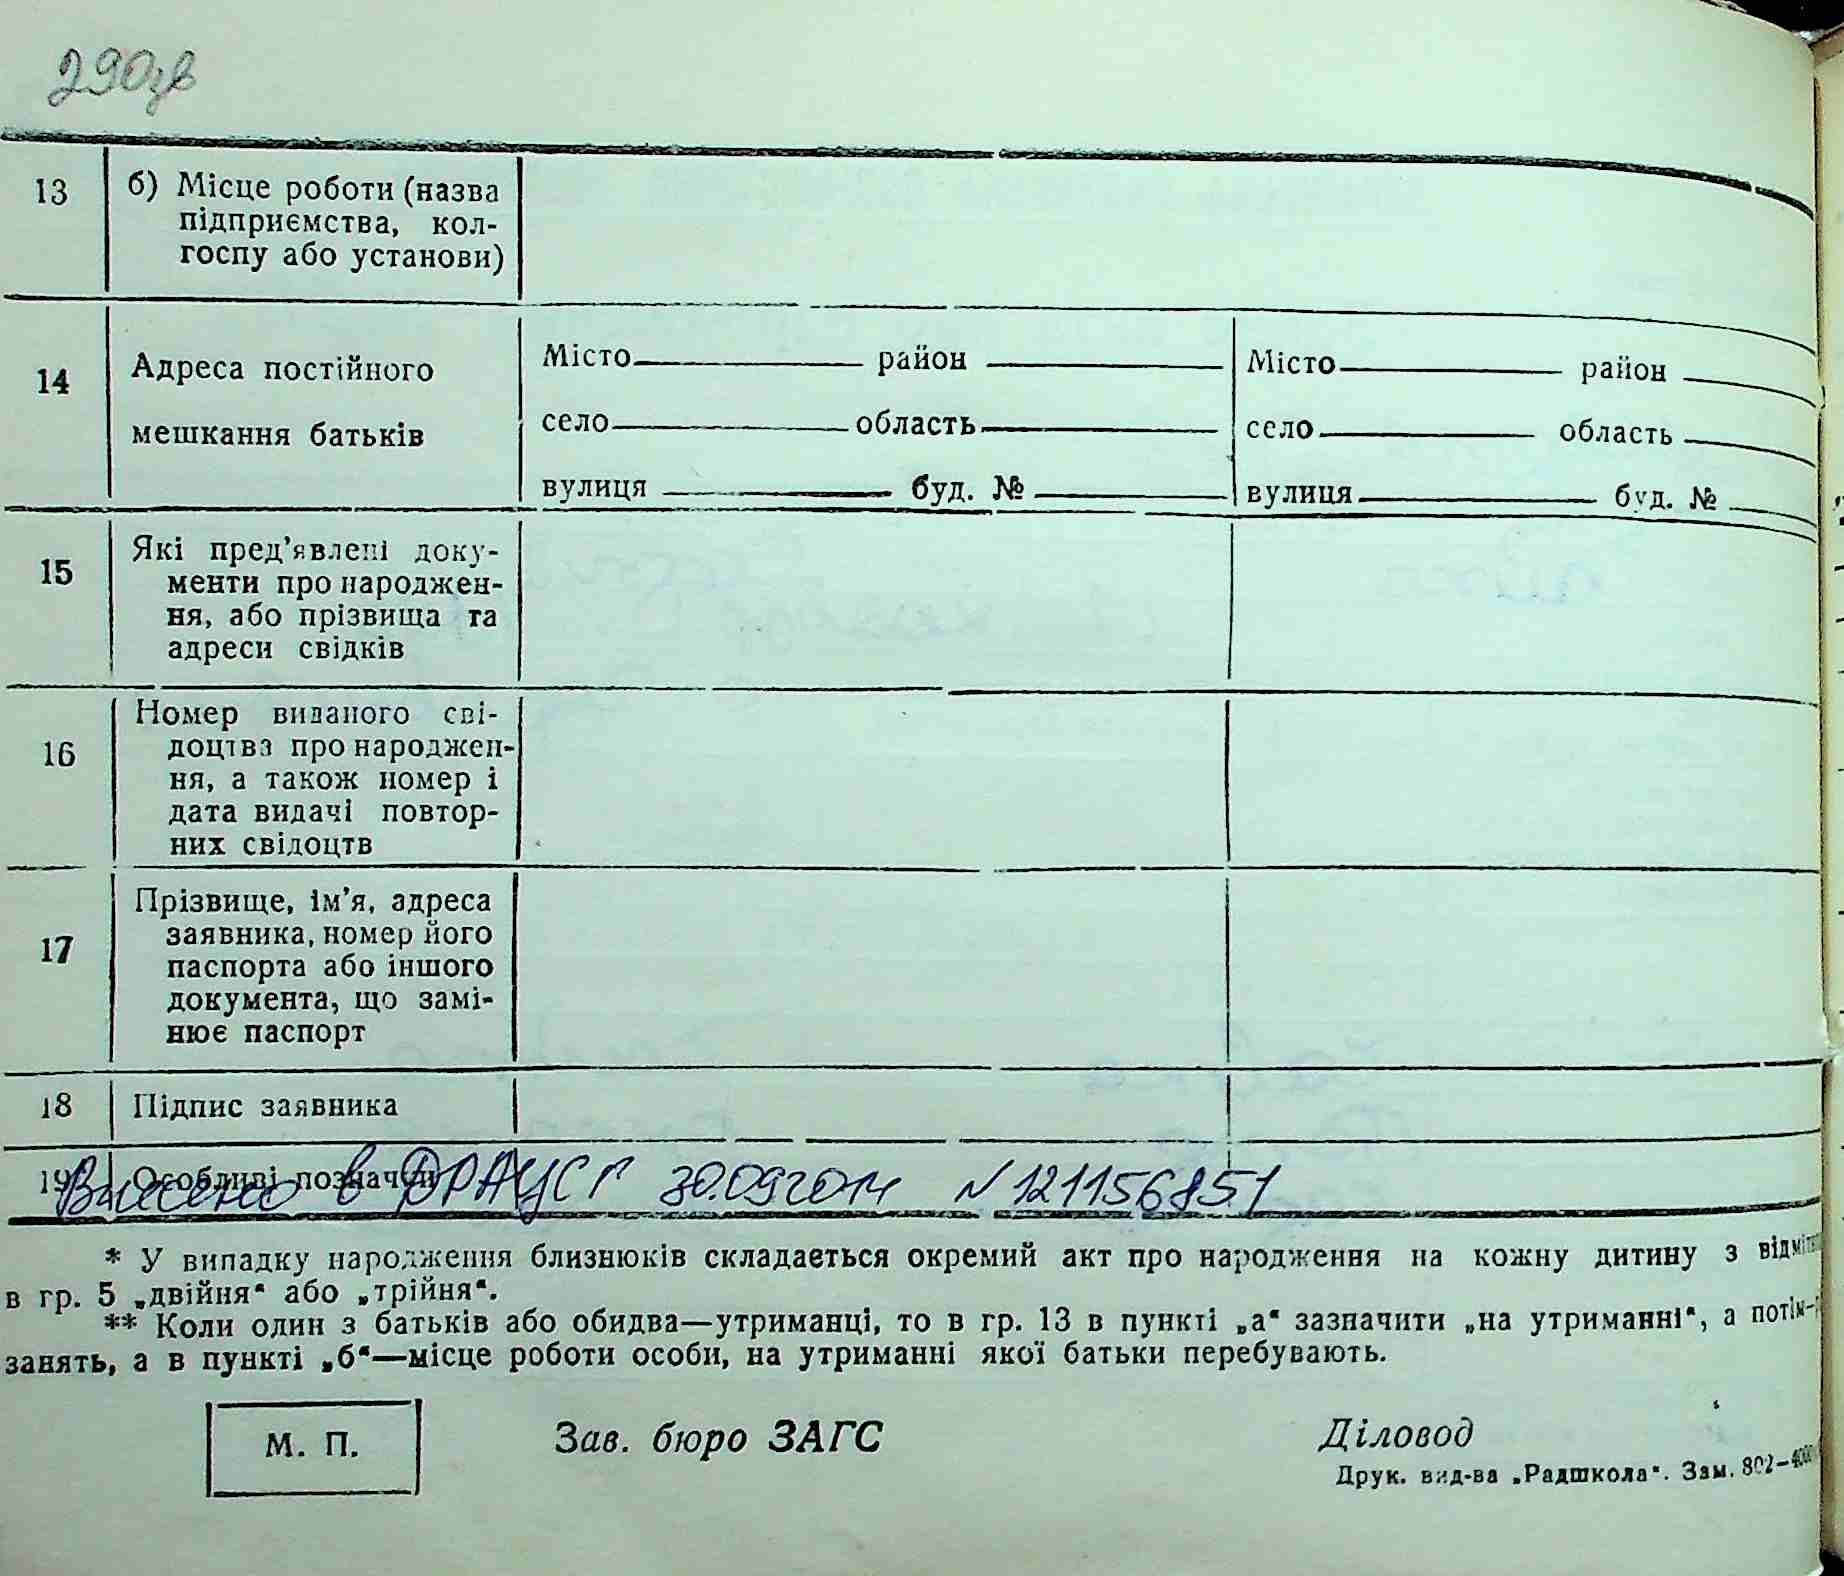 290зв
13 б) Місце роботи (назва
підприємства, кол-
госпу або установи)
14 Адреса постійного
мешкання батьків
Місто район
село область
вулиця буд. №
Місто район
село область
вулиця буд. №
15 Які пред’явлені доку-
менти про народжен-
ня, або прізвища та
адреси свідків
16 Номер виданого сві-
доцтва про народжен-
ня, а також номер і
дата видачі повтор-
них свідоцтв
17 Прізвище, ім’я, адреса
заявника, номер його
паспорта або іншого
документа, що замі-
нює паспорт
18 Підпис заявника
19 Особливі позначки
Внесено в ДРАЦСГ 30.09.2014 N 121156851
* У випадку народження близнюків складається окремий акт про народження на кожну дитину з
в гр. 5 „двійня“ або „трійня“.
** Коли один з батьків або обидва—утриманці, то в гр. 13 в пункті „а“ зазначити „на утриманні“, а потім
занять, а в пункті „б“—місце роботи особи, на утриманні якої батьки перебувають.
М. П.
Зав. бюро ЗАГС
Діловод
Друк. вид-ва „Радшкола“. Зам. 802—